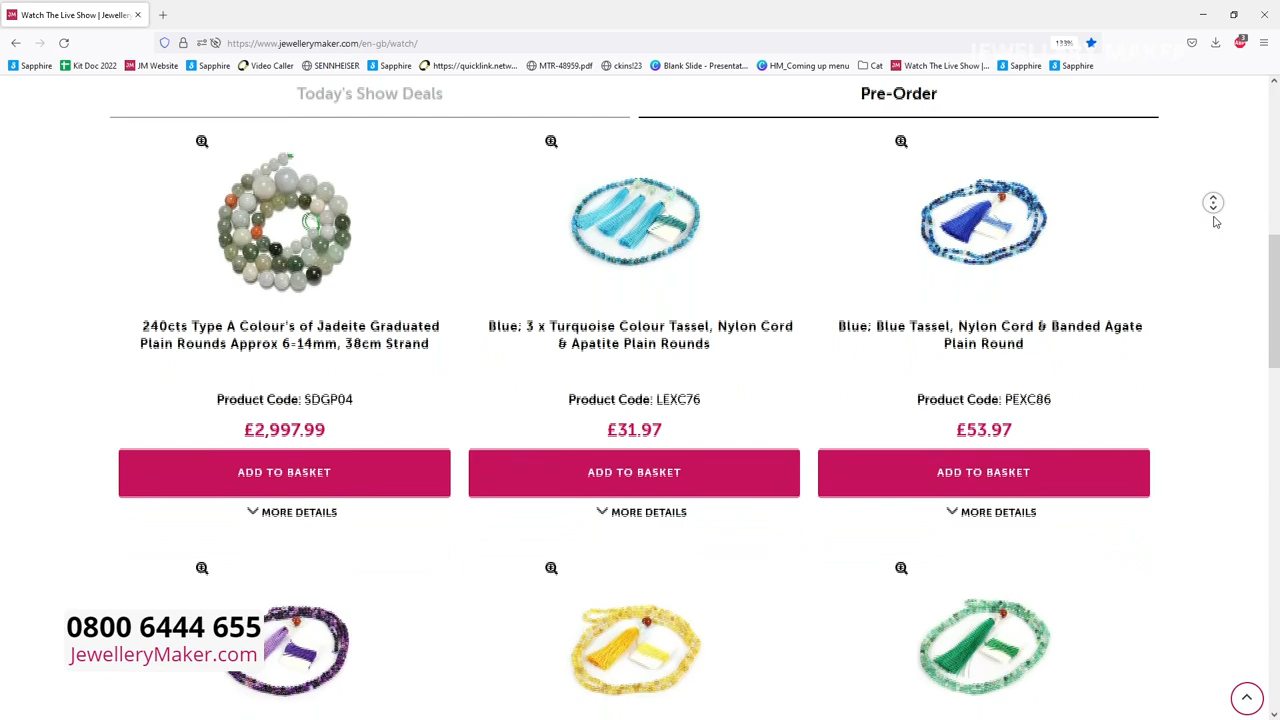 Watch The Live Show | Jeweller
https://www.jewellerymaker.com/en-gb/watch/
133%
3
JEWELLERY MAKER
Sapphire Kit Doc 2022 JM Website Sapphire Video Caller SENNHEISER Sapphire https://quicklink.netw... MTR-48959.pdf ckins!23 Blank Slide - Presentat... HM_Coming up menu Cat Watch The Live Show |... Sapphire Sapphire
Today's Show Deals Pre-Order
240cts Type A Colour's of Jadeite Graduated
Plain Rounds Approx 6-14mm, 38cm Strand
Product Code: SDGP04
£2,997.99
ADD TO BASKET
MORE DETAILS
Blue; 3 x Turquoise Colour Tassel, Nylon Cord
& Apatite Plain Rounds
Product Code: LEXC76
£31.97
ADD TO BASKET
MORE DETAILS
Blue; Blue Tassel, Nylon Cord & Banded Agate
Plain Round
Product Code: PEXC86
£53.97
ADD TO BASKET
MORE DETAILS
0800 6444 655
JewelleryMaker.com